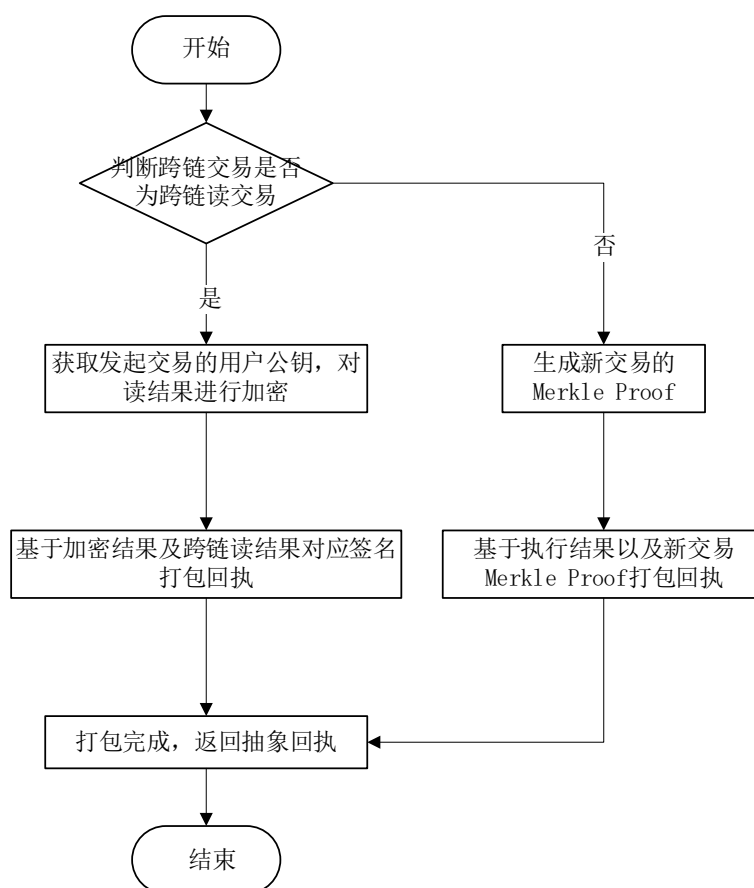 开始
判断跨链交易是否
为跨链读交易
否
是
获取发起交易的用户公钥，对
读结果进行加密
生成新交易的
Merkle Proof
基于加密结果及跨链读结果对应签名
打包回执
基于执行结果以及新交易
Merkle Proof打包回执
打包完成，返回抽象回执
结束